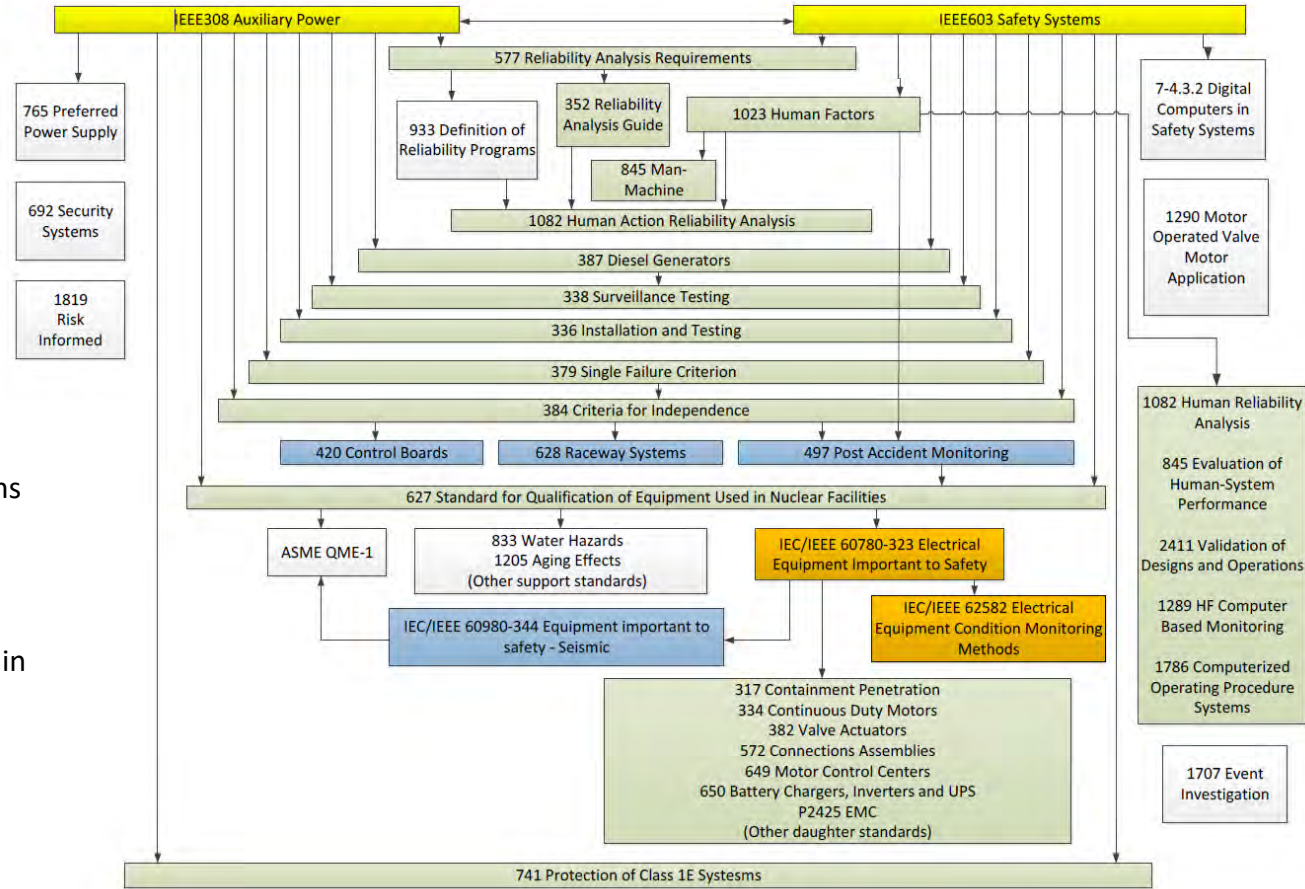 IEEE308 Auxiliary Power
IEEE603 Safety Systems
577 Reliability Analysis Requirements
765 Preferred
Power Supply
933 Definition of
Reliability Programs
352 Reliability
Analysis Guide
1023 Human Factors
7-4.3.2 Digital
Computers in
Safety Systems
845 Man-
Machine
692 Security
Systems
1082 Human Action Reliability Analysis
1290 Motor
Operated Valve
Motor
Application
387 Diesel Generators
1819
Risk
Informed
338 Surveillance Testing
336 Installation and Testing
379 Single Failure Criterion
384 Criteria for Independence
420 Control Boards
628 Raceway Systems
497 Post Accident Monitoring
ns
627 Standard for Qualification of Equipment Used in Nuclear Facilities
1082 Human Reliability
Analysis
845 Evaluation of
Human-System
Performance
2411 Validation of
Designs and Operations
1289 HF Computer
Based Monitoring
1786 Computerized
Operating Procedure
Systems
ASME QME-1
833 Water Hazards
1205 Aging Effects
(Other support standards)
IEC/IEEE 60780-323 Electrical
Equipment Important to Safety
IEC/IEEE 60980-344 Equipment important to
safety - Seismic
IEC/IEEE 62582 Electrical
Equipment Condition Monitoring
Methods
in
317 Containment Penetration
334 Continuous Duty Motors
382 Valve Actuators
572 Connections Assemblies
649 Motor Control Centers
650 Battery Chargers, Inverters and UPS
P2425 EMC
(Other daughter standards)
1707 Event
Investigation
741 Protection of Class 1E Systesms